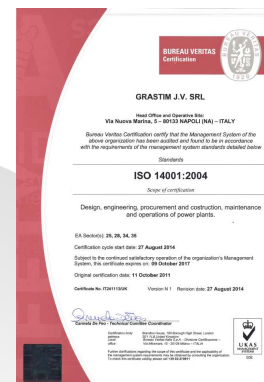 BUREAU VERITAS
Certification
GRASTIM J.V. SRL
Head Office and Operative Site:
Via Nuova Marina, 5 – 80133 NAPOLI (NA) – ITALY
Bureau Veritas Certification certify that the Management System of the
above organization has been audited and found to be in accordance
with the requirements of the management system standards detailed below
Standards
ISO 14001:2004
Scope of certification
Design, engineering, procurement and costruction, maintenance
and operations of power plants.
EA Sector(s): 25, 28, 34, 35
Certification cycle start date: 27 August 2014
Subject to the continued satisfactory operation of the organization's Management
System, this certificate expires on: 09 October 2017
Original certification date: 11 October 2011
Version N 1 Revision date: 27 August 2014
Carmela De Feo - Technical Committee Coordinator
UKAS